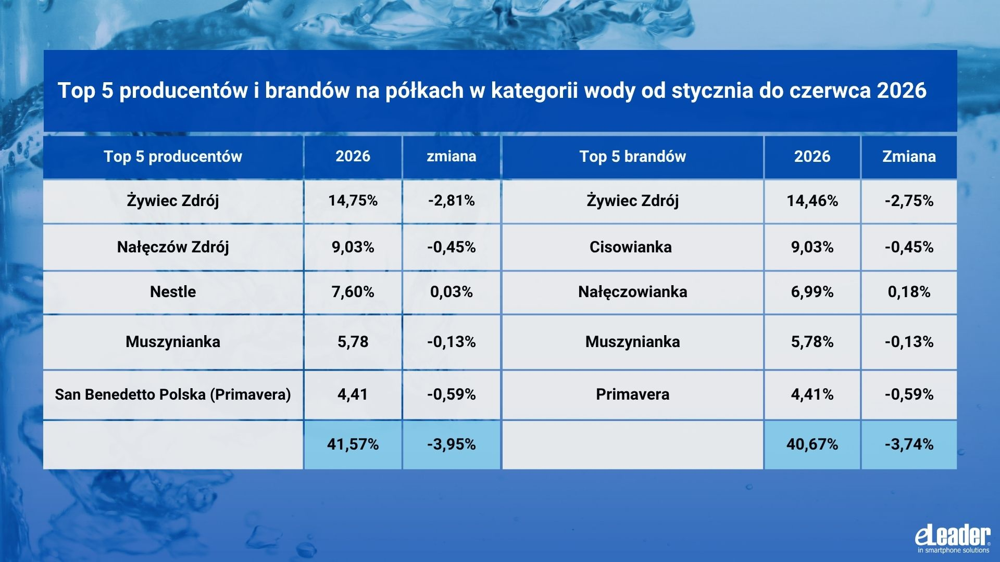 Top 5 producentów i brandów na półkach w kategorii wody od stycznia do czerwca 2026
Top 5 producentów 2026 zmiana Top 5 brandów 2026 Zmiana
Żywiec Zdrój 14,75% -2,81% Żywiec Zdrój 14,46% -2,75%
Nałęczów Zdrój 9,03% -0,45% Cisowianka 9,03% -0,45%
Nestle 7,60% 0,03% Nałęczowianka 6,99% 0,18%
Muszynianka 5,78 -0,13% Muszynianka 5,78% -0,13%
San Benedetto Polska (Primavera) 4,41 -0,59% Primavera 4,41% -0,59%
41,57% -3,95% 40,67% -3,74%
eLeader®
in smartphone solutions